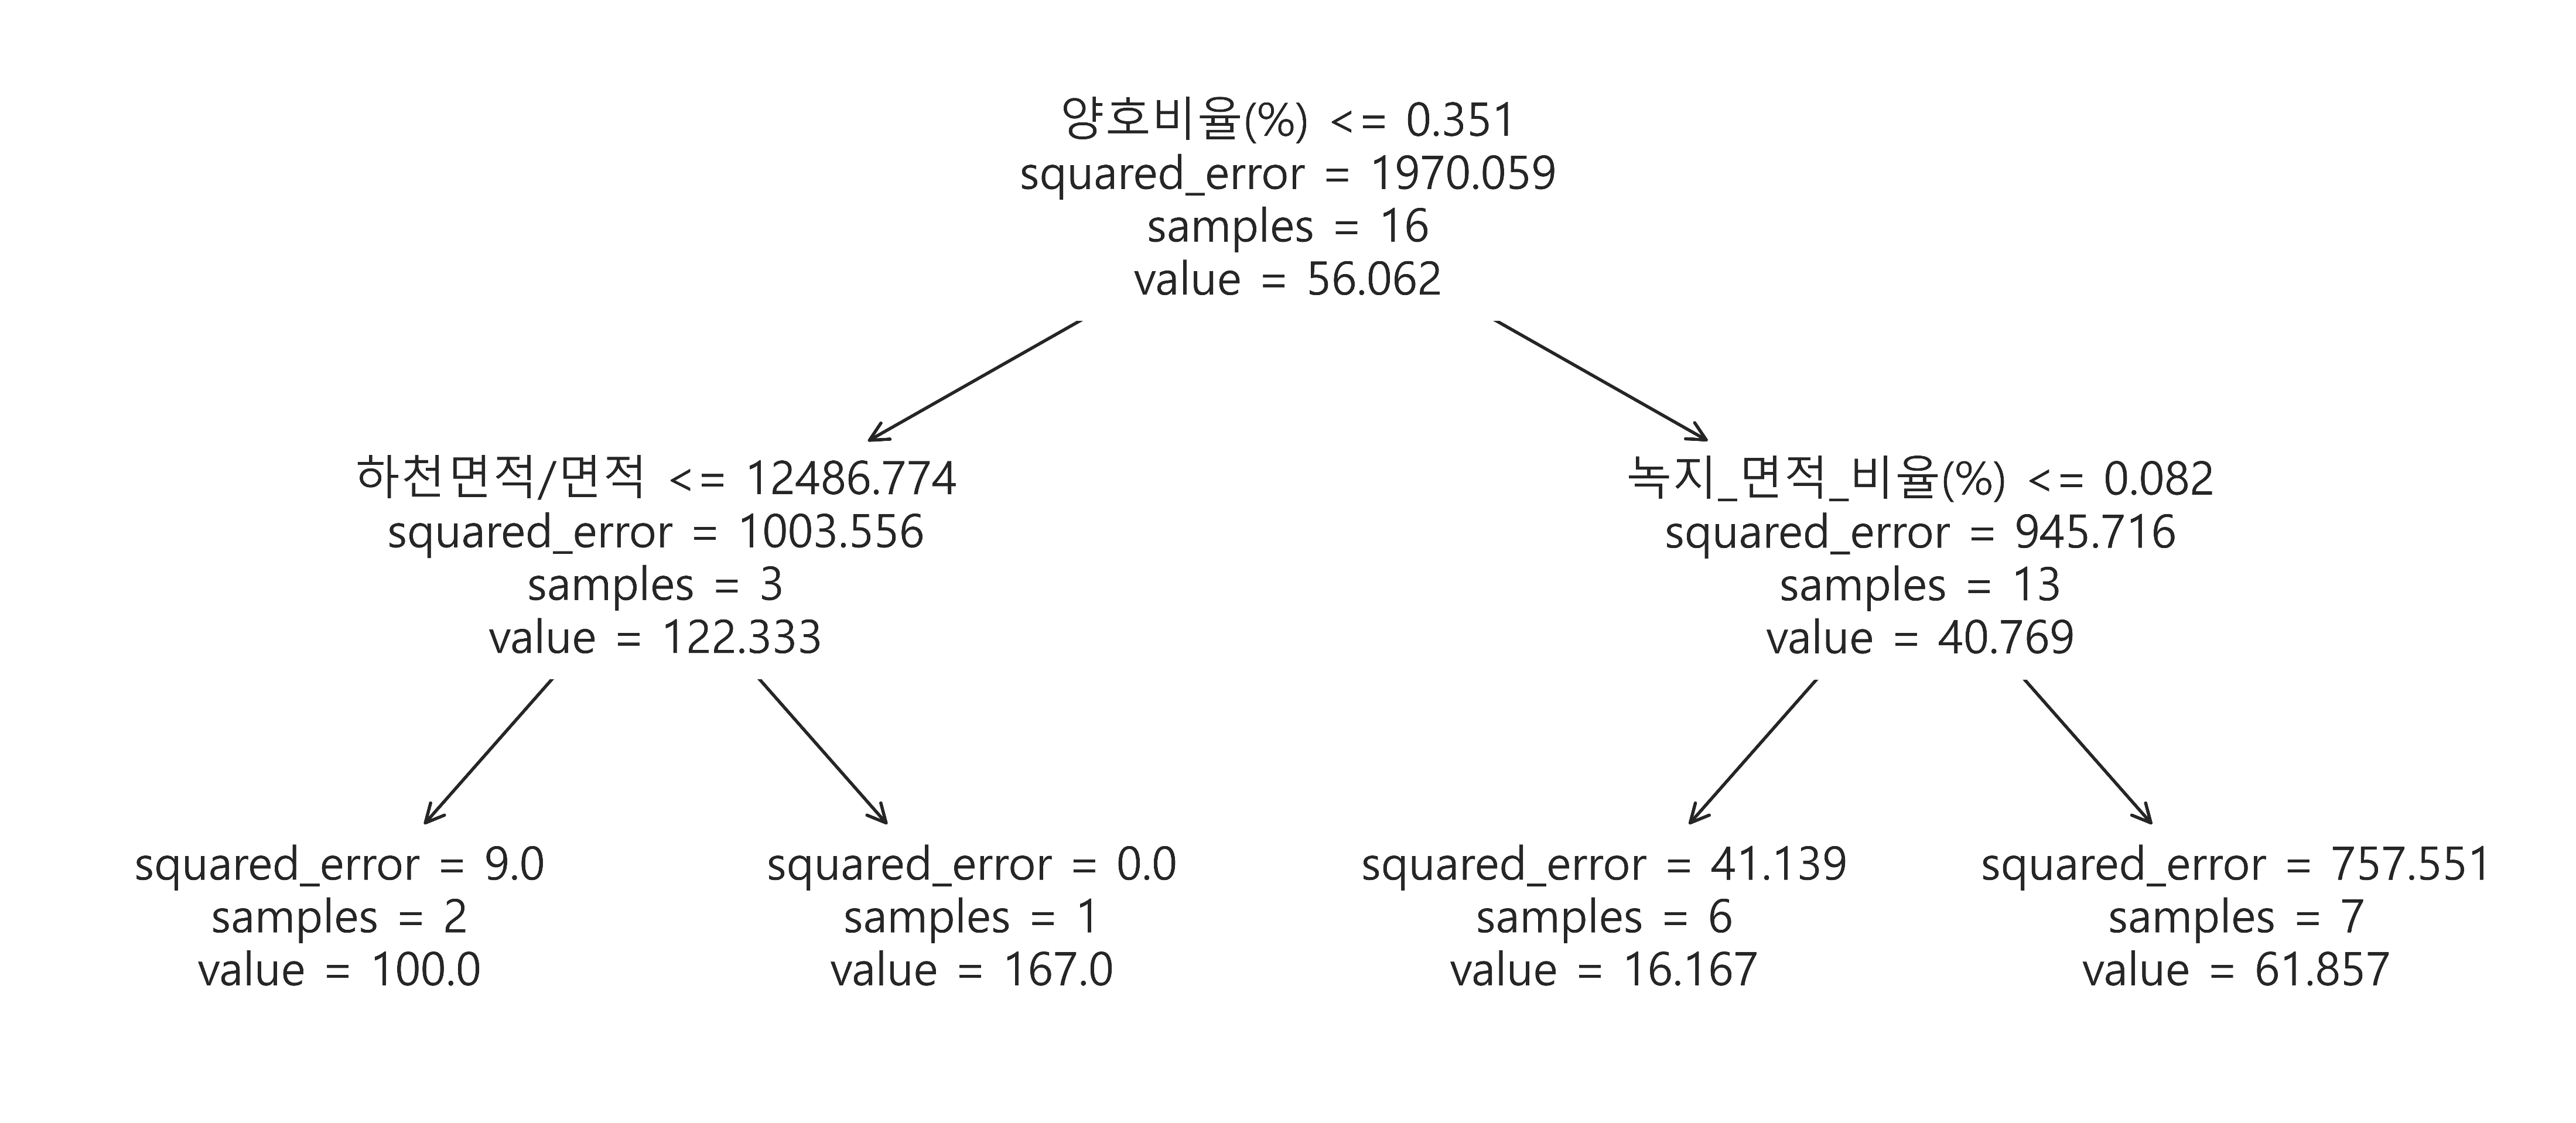 양호비율(%) <= 0.351
squared_error = 1970.059
samples = 16
value = 56.062
하천면적/면적 <= 12486.774
squared_error = 1003.556
samples = 3
value = 122.333
녹지_면적_비율(%) <= 0.082
squared_error = 945.716
samples = 13
value = 40.769
squared_error = 9.0
samples = 2
value = 100.0
squared_error = 0.0
samples = 1
value = 167.0
squared_error = 41.139
samples = 6
value = 16.167
squared_error = 757.551
samples = 7
value = 61.857